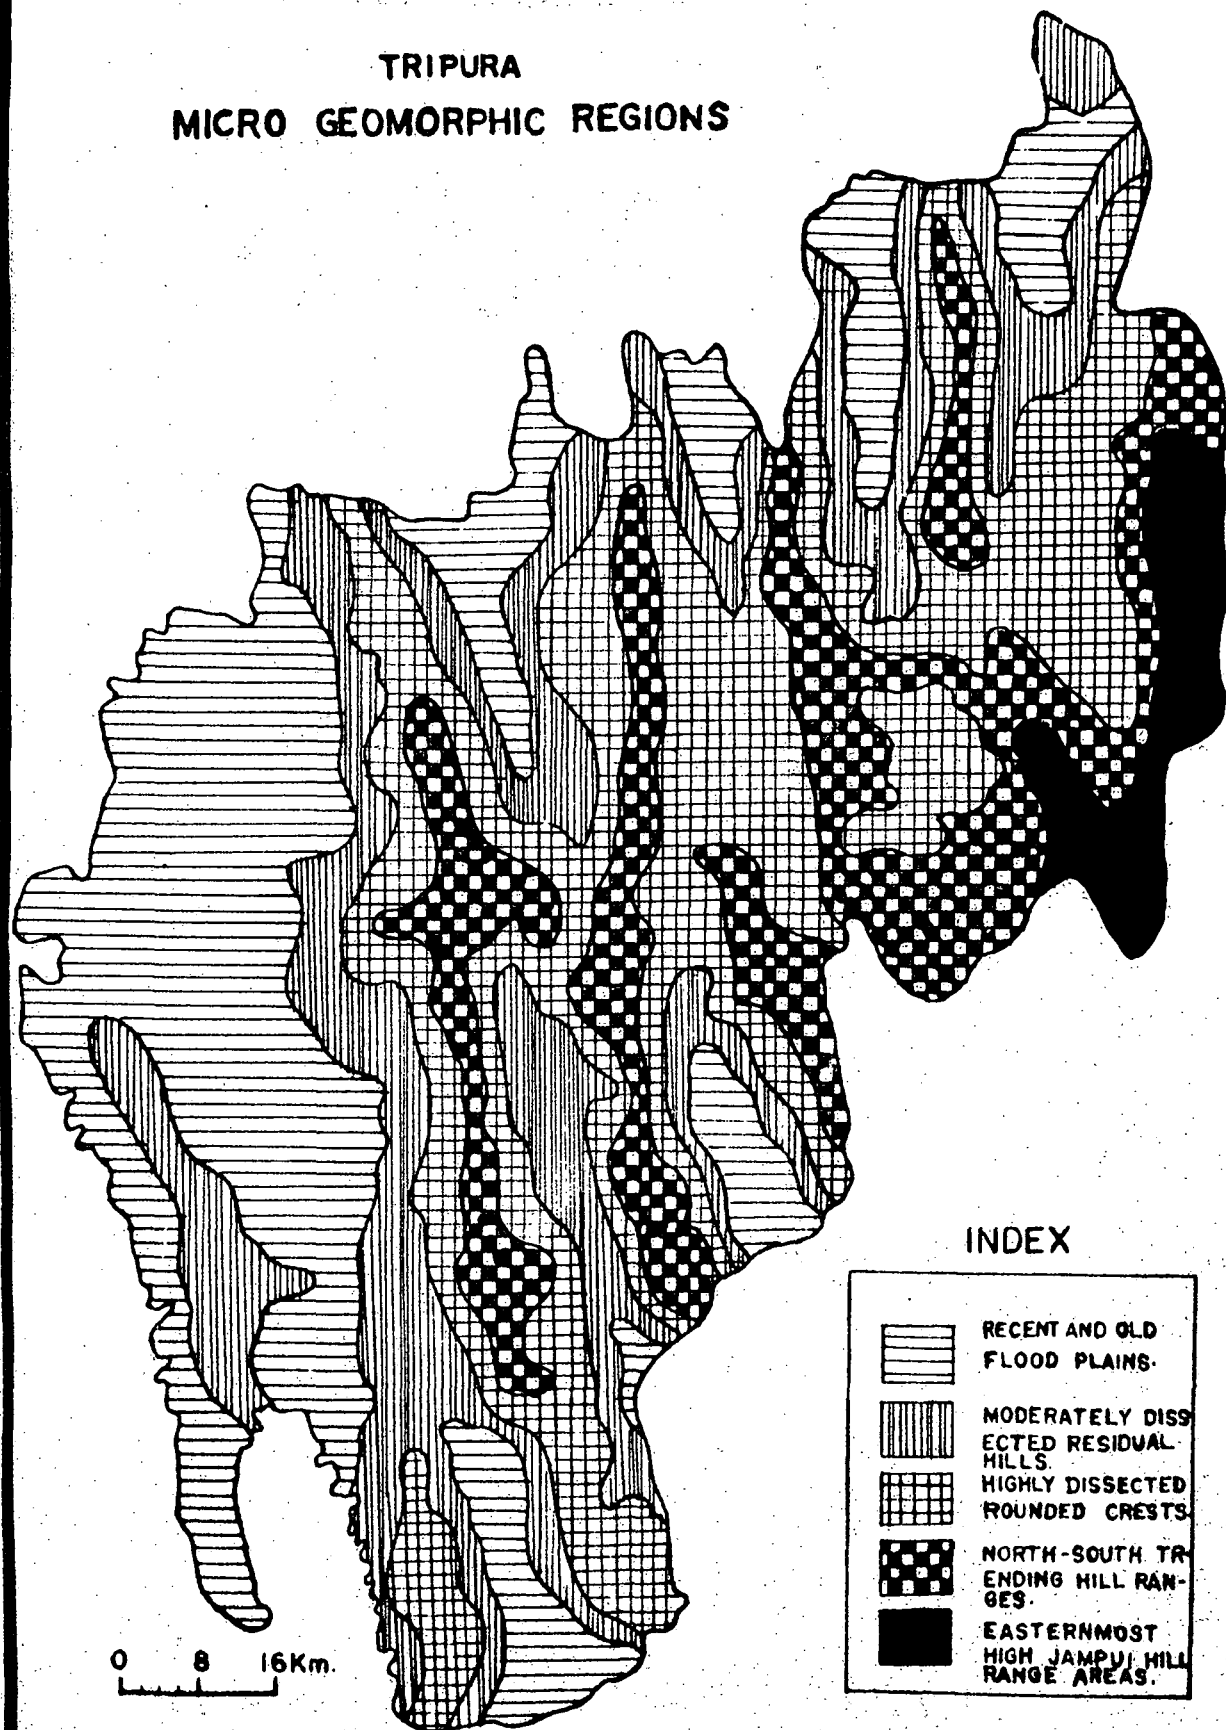 TRIPURA
MICRO GEOMORPHIC REGIONS
INDEX
RECENT AND OLD
FLOOD PLAINS.
MODERATELY DISS
ECTED RESIDUAL
HILLS.
HIGHLY DISSECTED
ROUNDED CRESTS
NORTH-SOUTH TR-
ENDING HILL RAN-
GES.
EASTERNMOST
HIGH JAMPUI HILL
RANGE AREAS.
0 8 16Km.